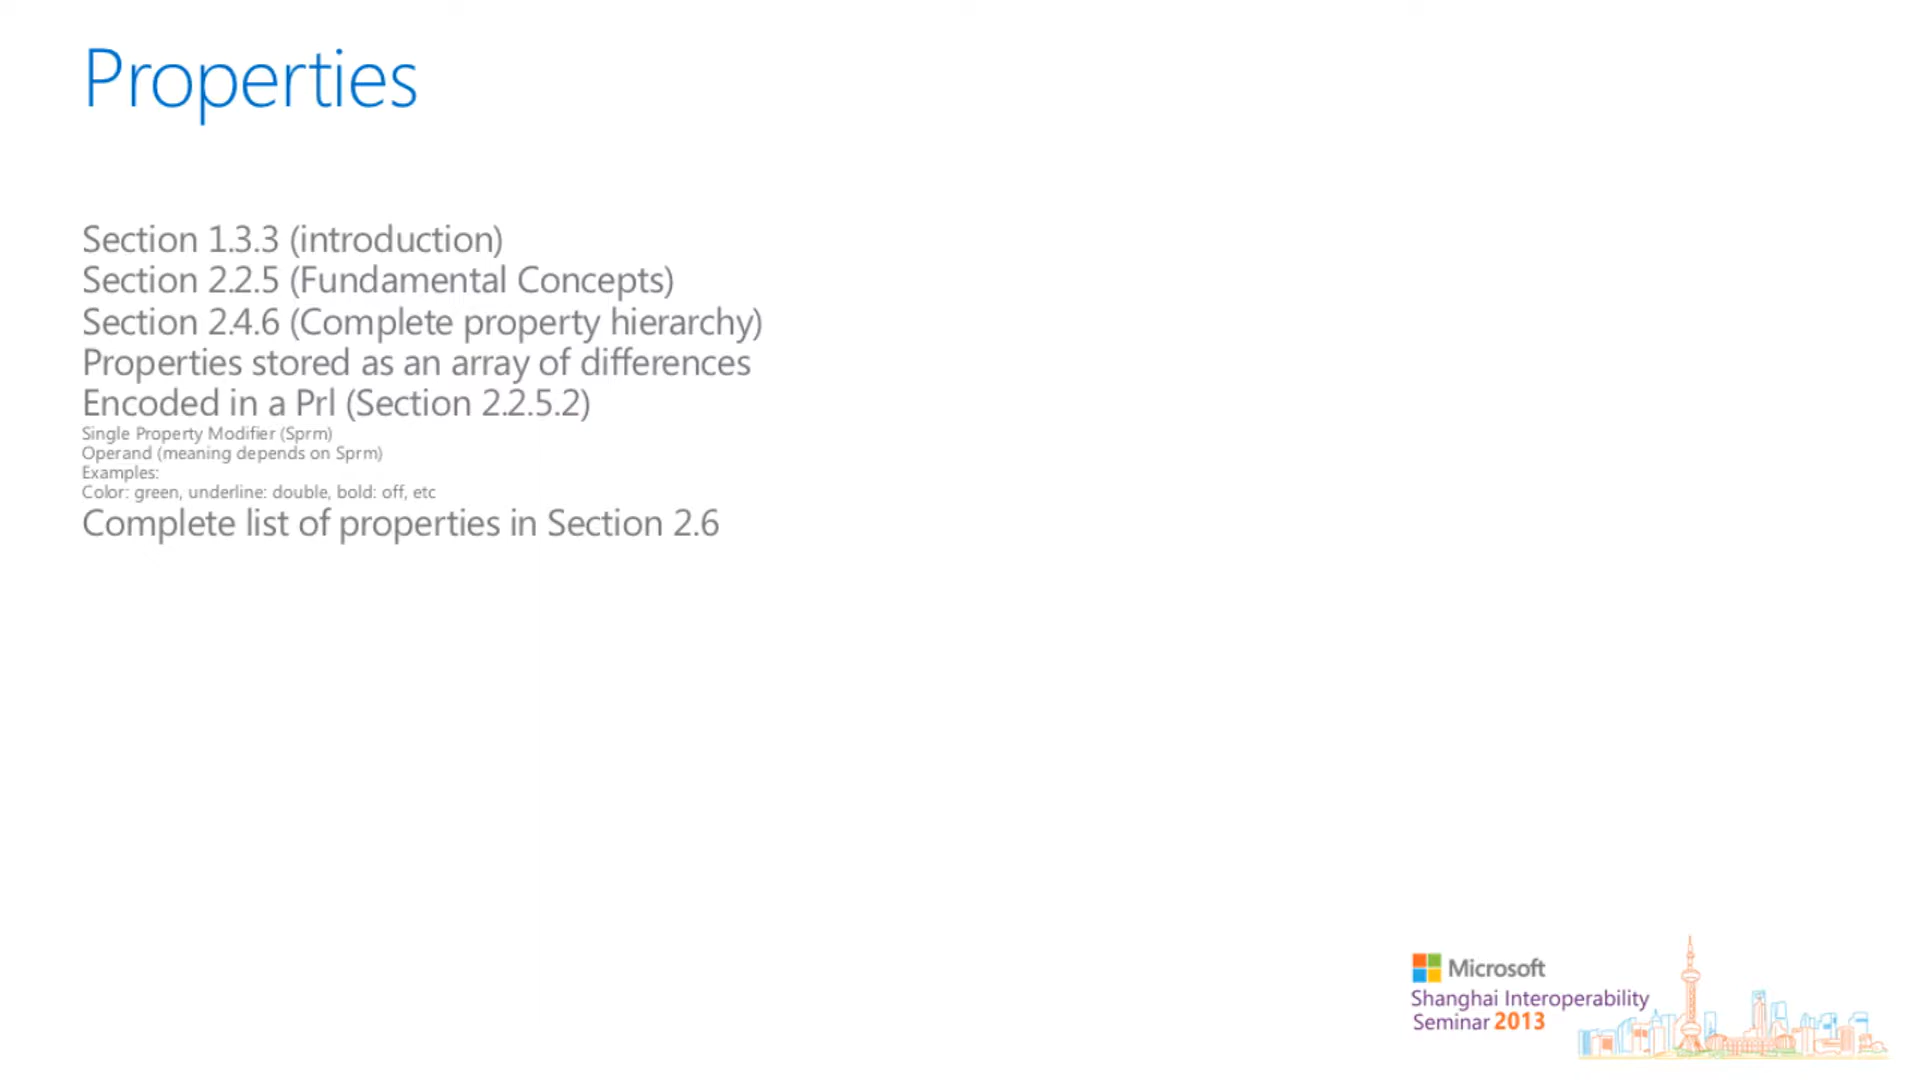 Properties
Section 1.3.3 (introduction)
Section 2.2.5 (Fundamental Concepts)
Section 2.4.6 (Complete property hierarchy)
Properties stored as an array of differences
Encoded in a Prl (Section 2.2.5.2)
Single Property Modifier (Sprm)
Operand (meaning depends on Sprm)
Examples:
Color: green, underline: double, bold: off, etc
Complete list of properties in Section 2.6
Microsoft
Shanghai Interoperability
Seminar 2013